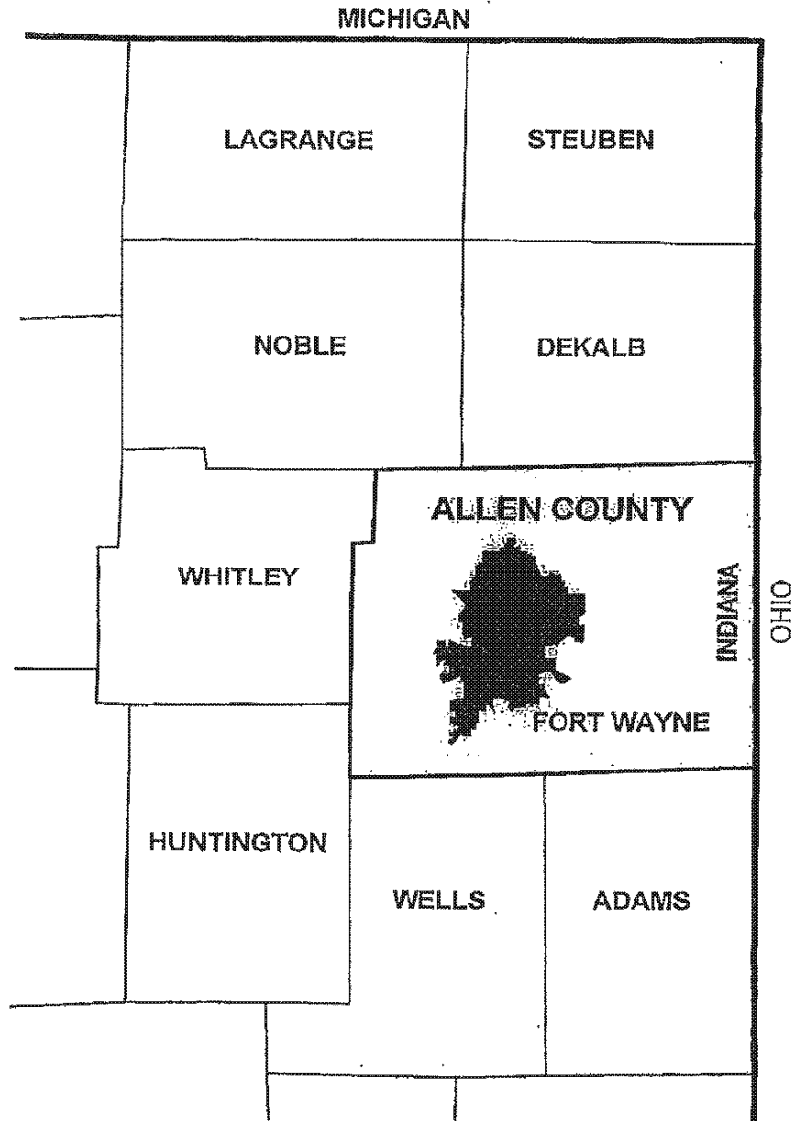 MICHIGAN
LAGRANGE
STEUBEN
NOBLE
DEKALB
ALLEN COUNTY
WHITLEY
INDIANA
OHIO
FORT WAYNE
HUNTINGTON
WELLS
ADAMS